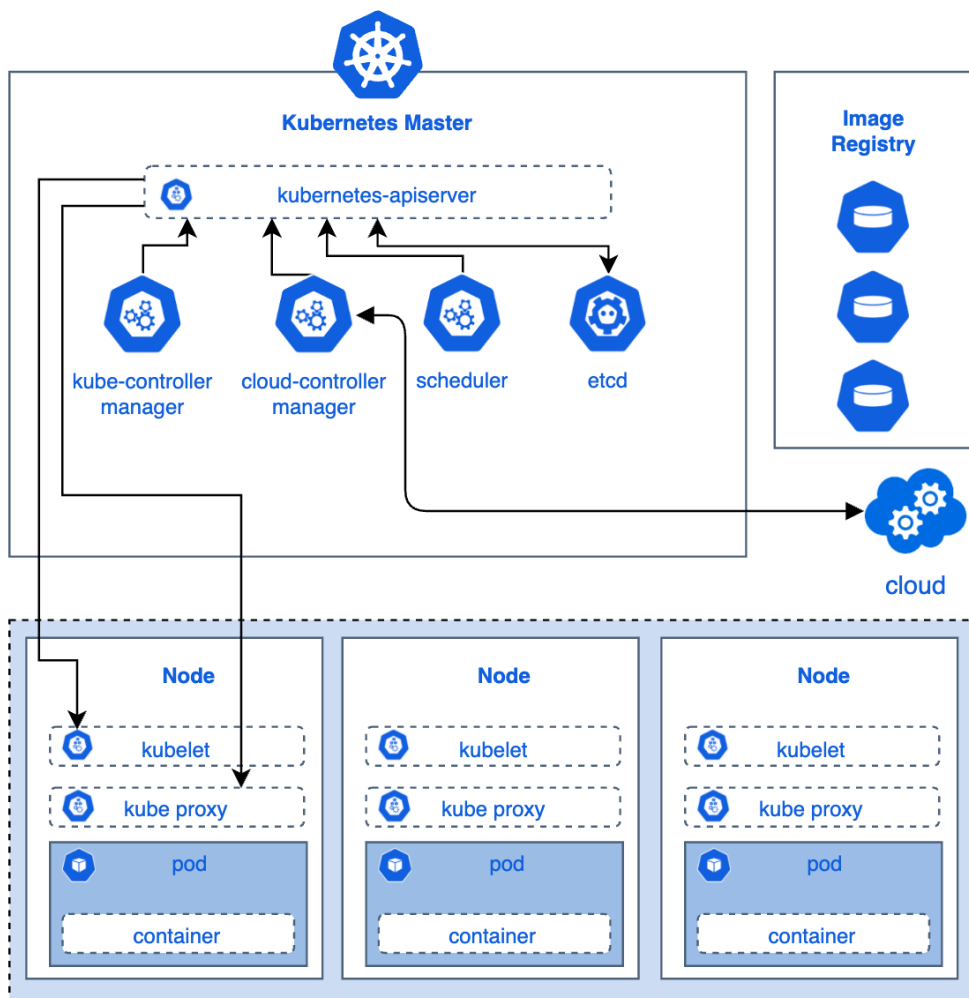 Kubernetes Master
kubernetes-apiserver
kube-controller
manager
cloud-controller
manager
scheduler
etcd
Image
Registry
cloud
Node
kubelet
kube proxy
pod
container
Node
kubelet
kube proxy
pod
container
Node
kubelet
kube proxy
pod
container